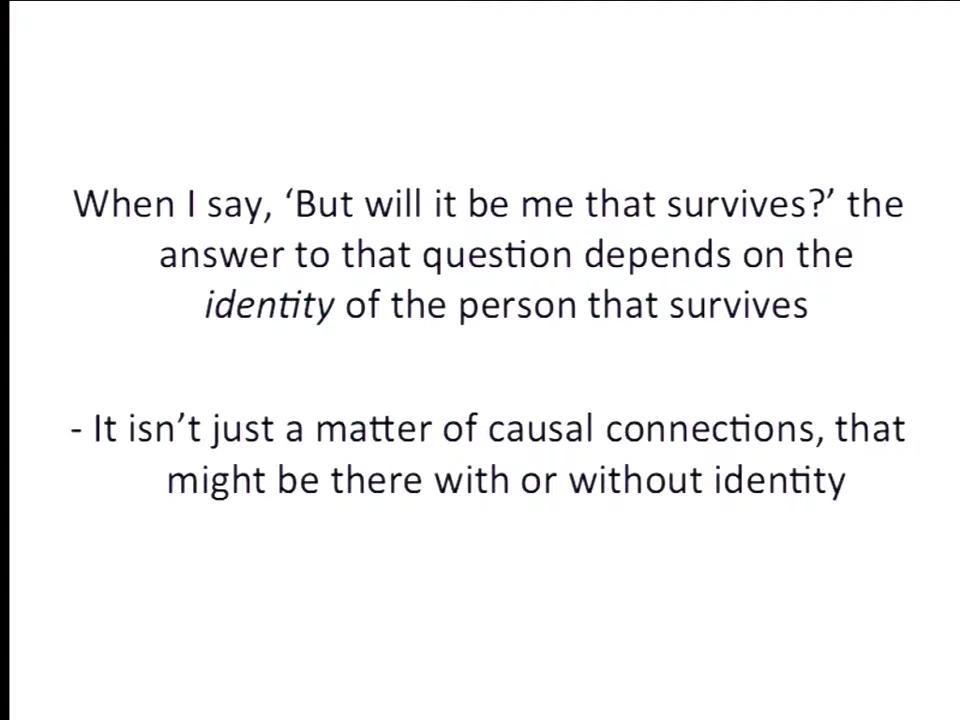 When I say, ‘But will it be me that survives?’ the
answer to that question depends on the
identity of the person that survives
- It isn’t just a matter of causal connections, that
might be there with or without identity